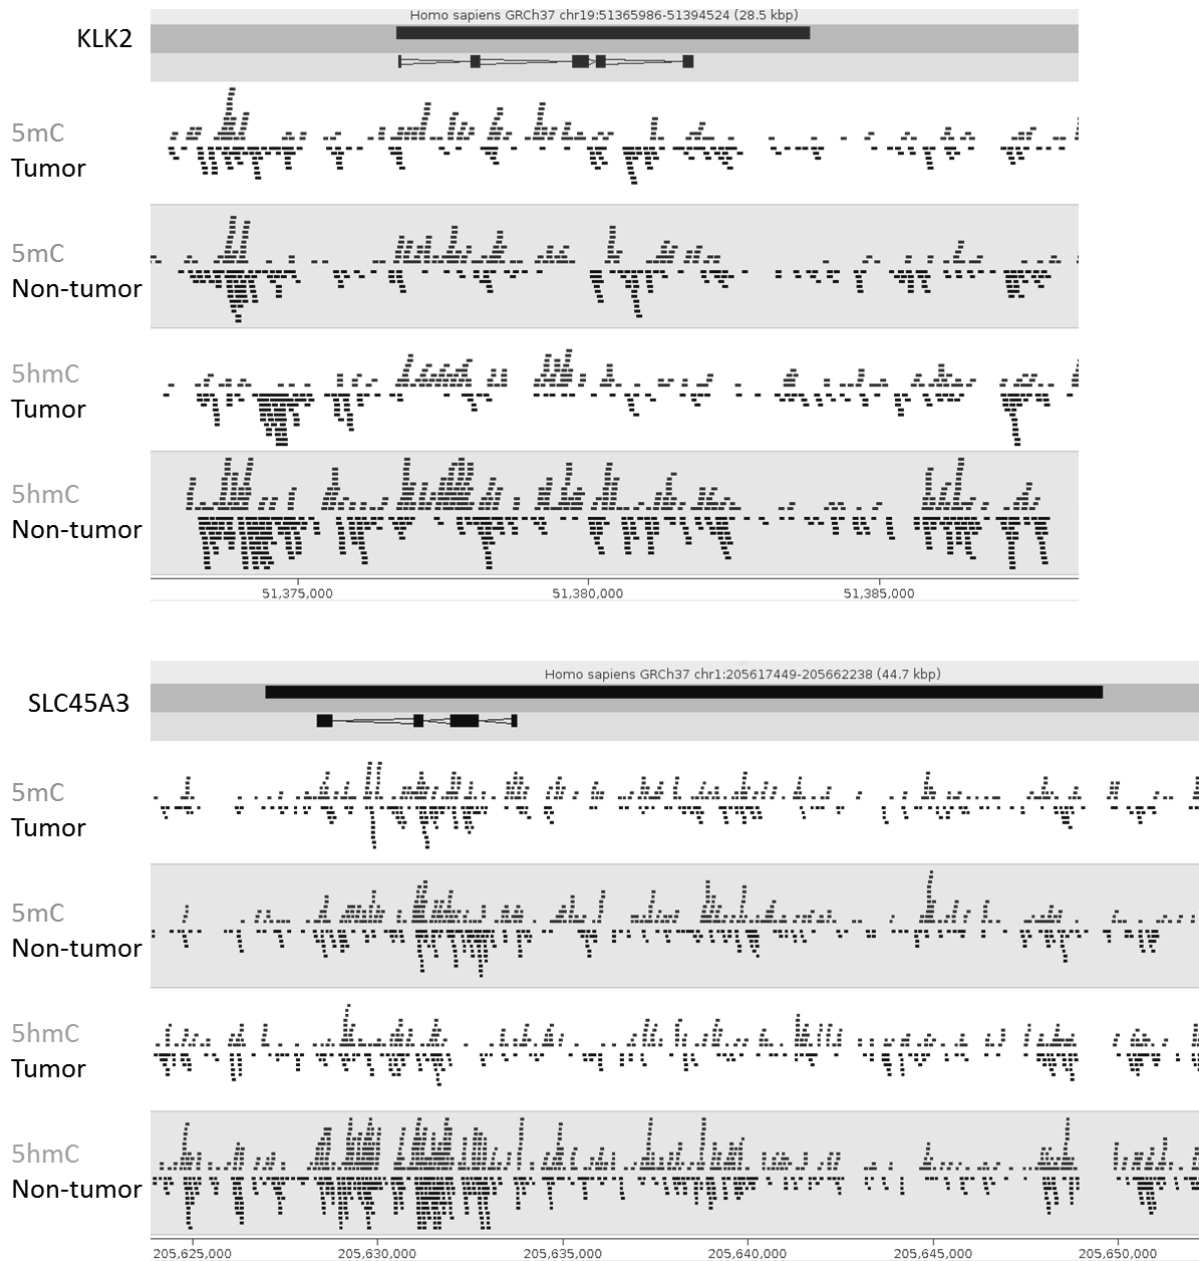 Homo sapiens GRCh37 chr19:51365986-51394524 (28.5 kbp)
KLK2
5mC
Tumor
5mC
Non-tumor
5hmC
Tumor
5hmC
Non-tumor
51,375,000 51,380,000 51,385,000
Homo sapiens GRCh37 chr1:205617449-205662238 (44.7 kbp)
SLC45A3
5mC
Tumor
5mC
Non-tumor
5hmC
Tumor
5hmC
Non-tumor
205,625,000 205,630,000 205,635,000 205,640,000 205,645,000 205,650,000